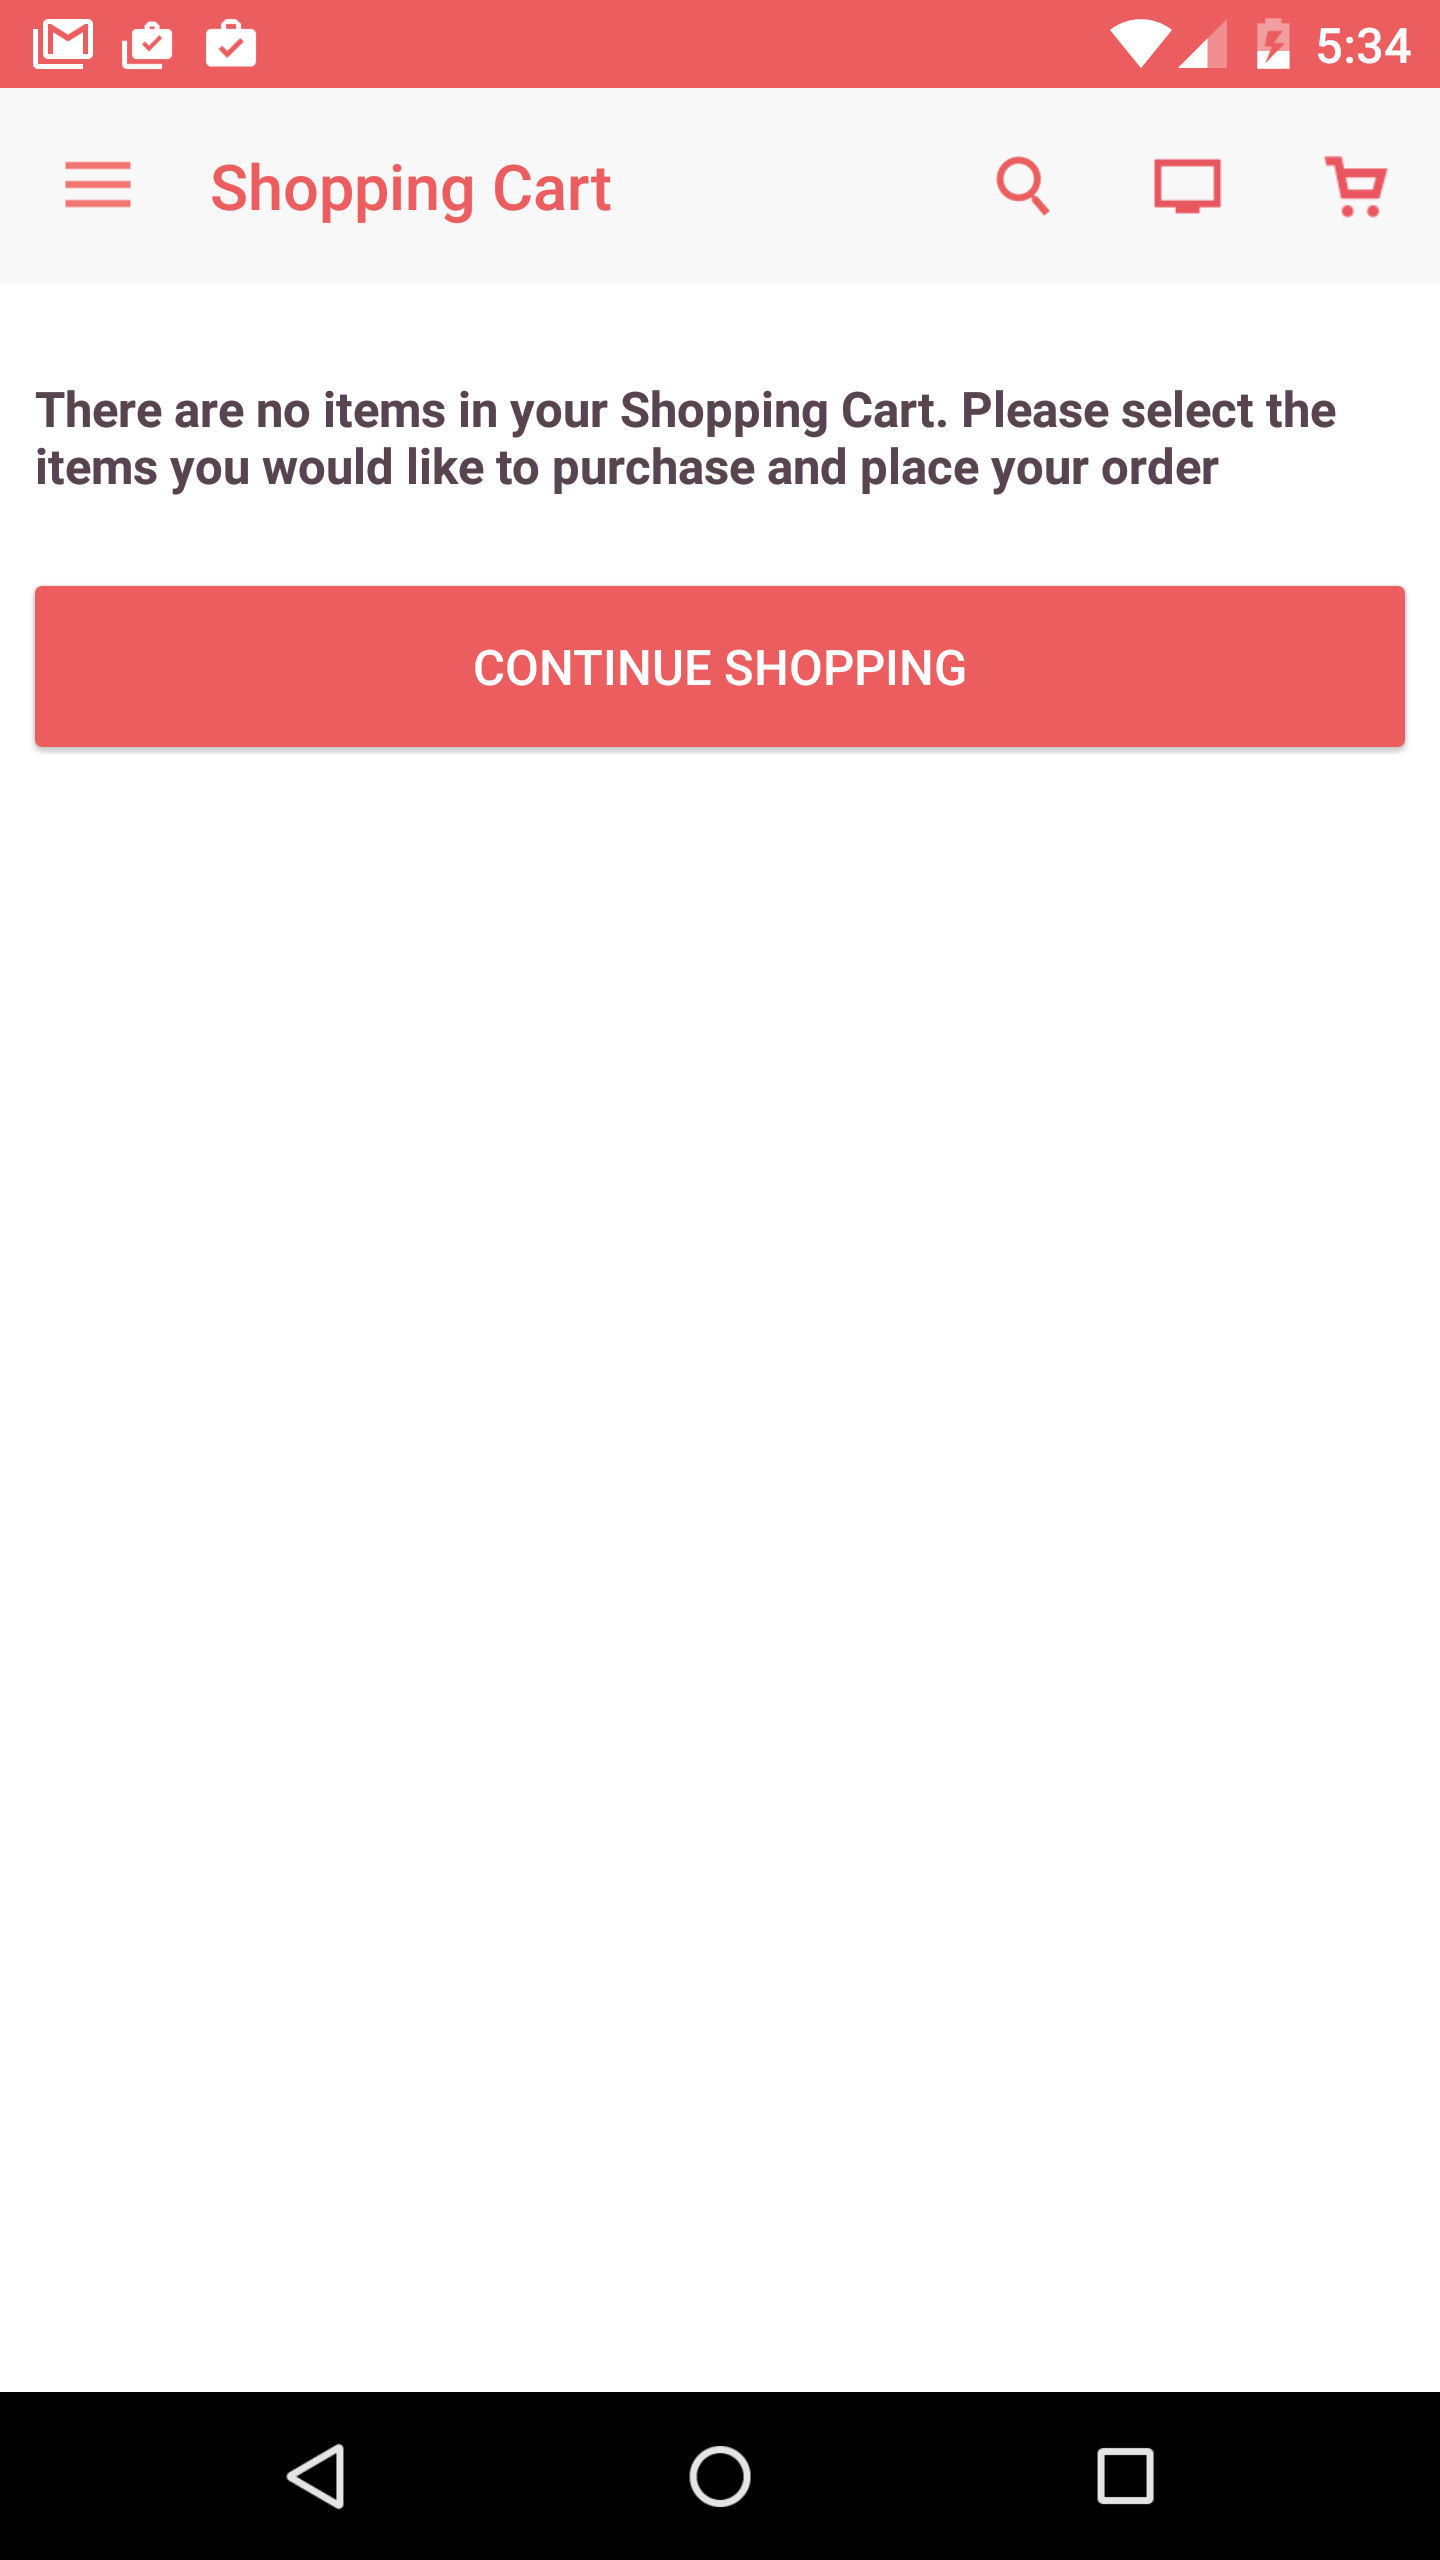 5:34
Shopping Cart
There are no items in your Shopping Cart. Please select the
items you would like to purchase and place your order
CONTINUE SHOPPING